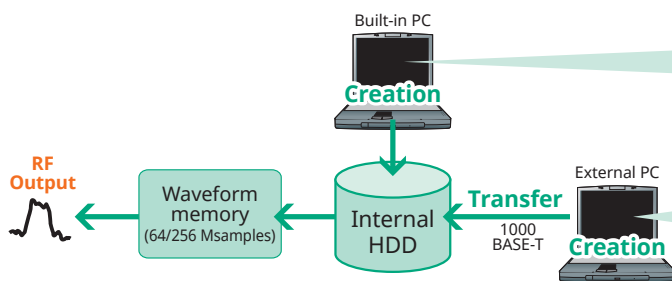 Built-in PC
Creation
RF
Output
Waveform
memory
(64/256 Msamples)
Internal
HDD
Transfer
1000
BASE-T
External PC
Creation